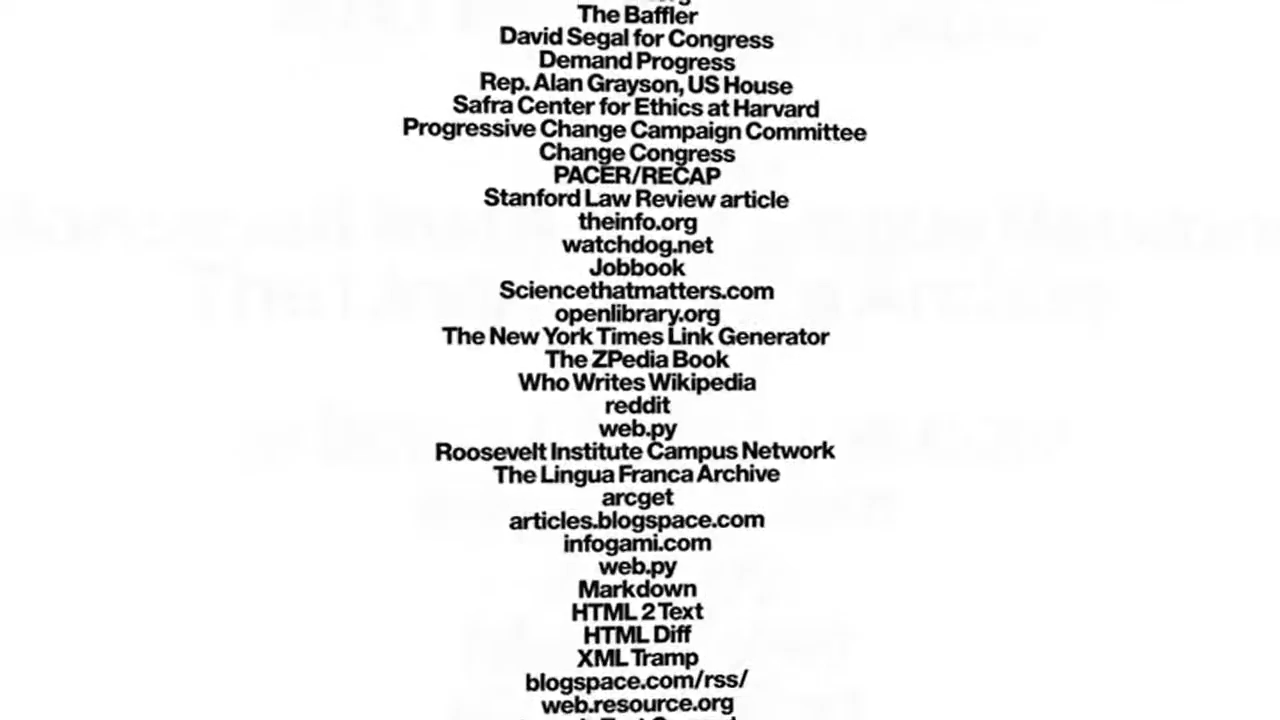 The Baffler
David Segal for Congress
Demand Progress
Rep. Alan Grayson, US House
Safra Center for Ethics at Harvard
Progressive Change Campaign Committee
Change Congress
PACER/RECAP
Stanford Law Review article
theinfo.org
watchdog.net
Jobbook
Sciencethatmatters.com
openlibrary.org
The New York Times Link Generator
The ZPedia Book
Who Writes Wikipedia
reddit
web.py
Roosevelt Institute Campus Network
The Lingua Franca Archive
arcget
articles.blogspace.com
infogami.com
web.py
Markdown
HTML 2 Text
HTML Diff
XML Tramp
blogspace.com/rss/
web.resource.org